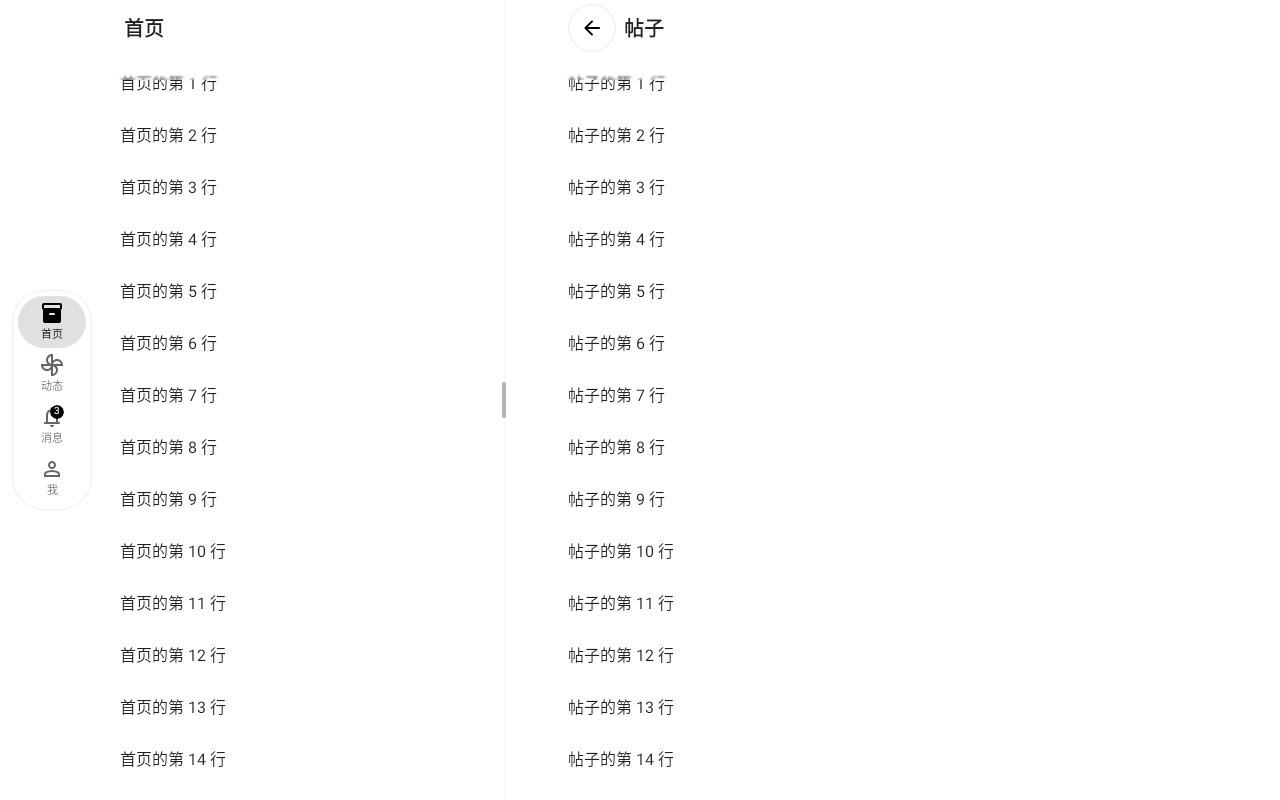 首页
首页的第 1 行
首页的第 2 行
首页的第 3 行
首页的第 4 行
首页的第 5 行
首页的第 6 行
首页的第 7 行
首页的第 8 行
首页的第 9 行
首页的第 10 行
首页的第 11 行
首页的第 12 行
首页的第 13 行
首页的第 14 行
首页
动态
3
消息
我
帖子
帖子的第 1 行
帖子的第 2 行
帖子的第 3 行
帖子的第 4 行
帖子的第 5 行
帖子的第 6 行
帖子的第 7 行
帖子的第 8 行
帖子的第 9 行
帖子的第 10 行
帖子的第 11 行
帖子的第 12 行
帖子的第 13 行
帖子的第 14 行